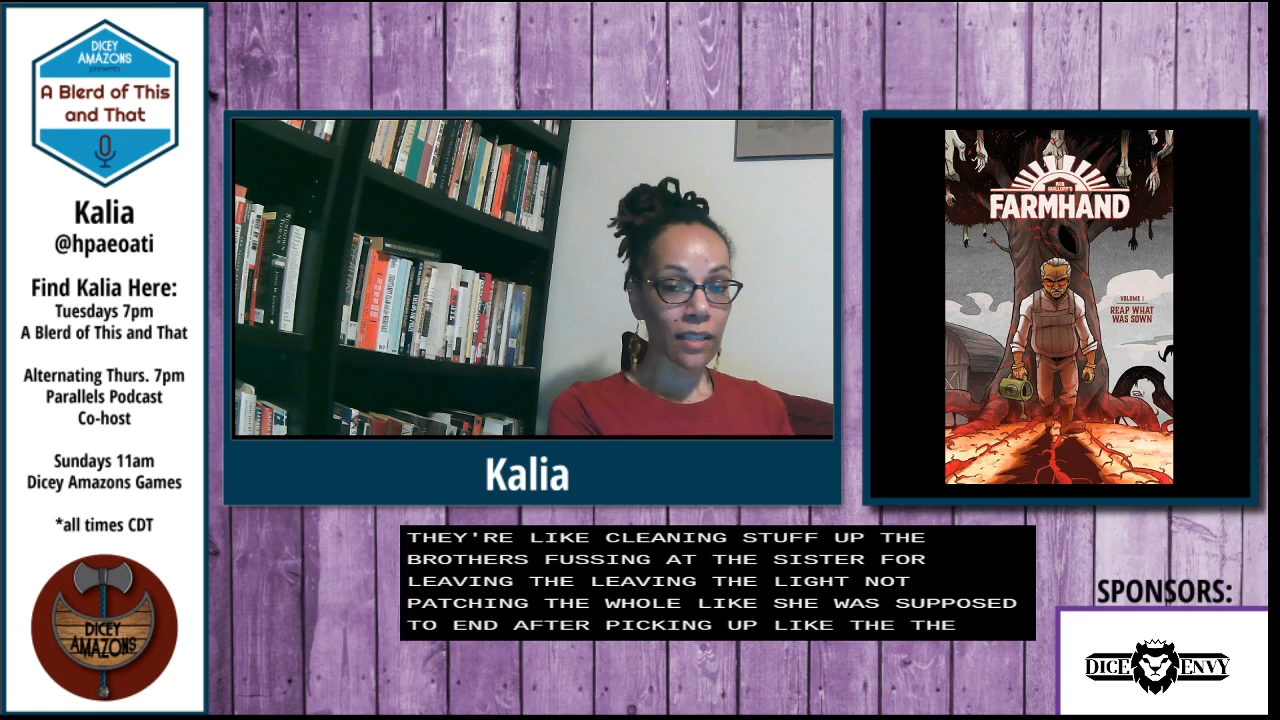 DICEY
AMAZONS
presents
A Blerd of This
and That
Kalia
@hpaeoati
Find Kalia Here:
Tuesdays 7pm
A Blerd of This and That
Alternating Thurs. 7pm
Parallels Podcast
Co-host
Sundays 11am
Dicey Amazons Games
*all times CDT
DICEY
AMAZONS
Kalia
ROB
GUILLORY'S
FARMHAND
VOLUME 1
REAP WHAT
WAS SOWN
THEY'RE LIKE CLEANING STUFF UP THE
BROTHERS FUSSING AT THE SISTER FOR
LEAVING THE LEAVING THE LIGHT NOT
PATCHING THE WHOLE LIKE SHE WAS SUPPOSED
TO END AFTER PICKING UP LIKE THE THE
SPONSORS:
DICE ENVY